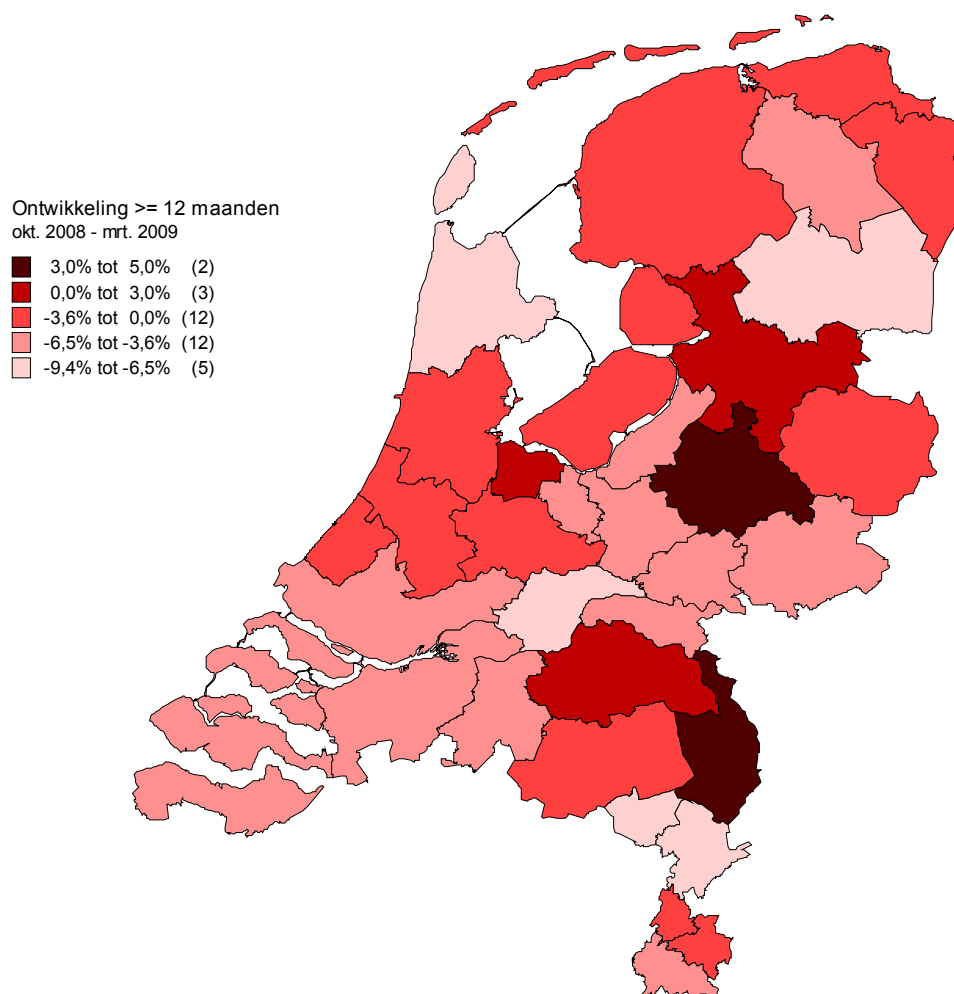 Ontwikkeling >= 12 maanden
okt. 2008 - mrt. 2009
3,0% tot 5,0% (2)
0,0% tot 3,0% (3)
-3,6% tot 0,0% (12)
-6,5% tot -3,6% (12)
-9,4% tot -6,5% (5)